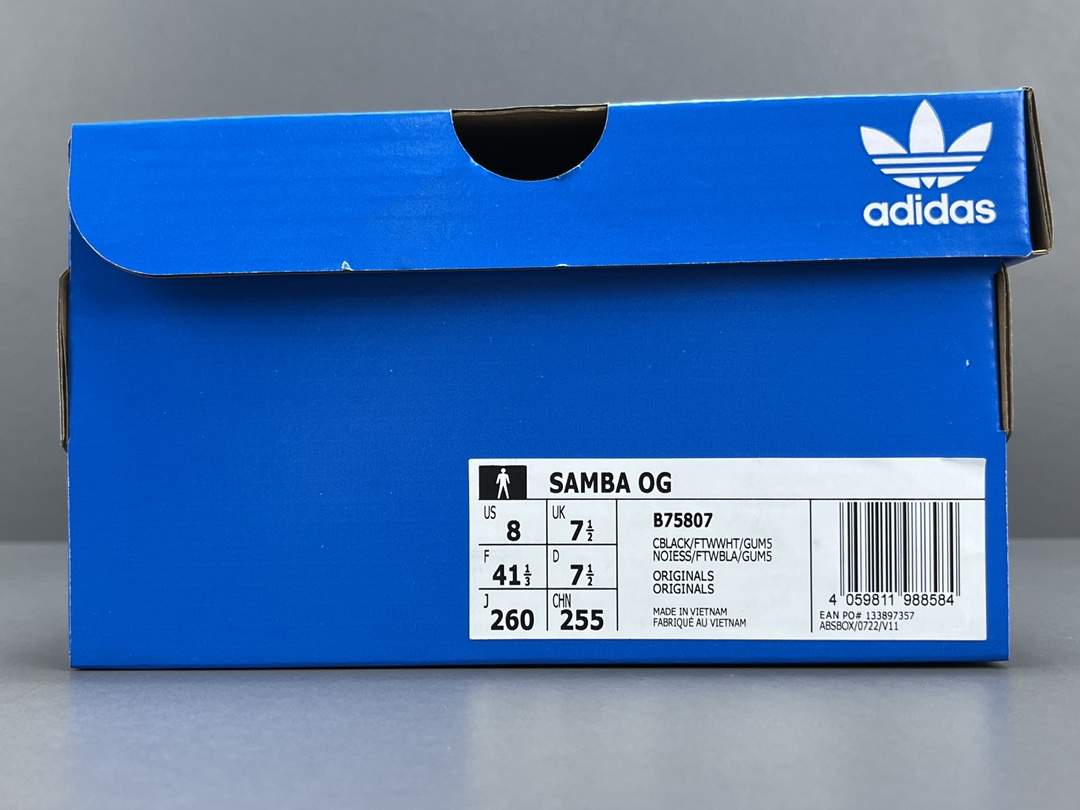 adidas
SAMBA OG
US 8 UK 7½
F 41⅓ D 7½
J 260 CHN 255
B75807
CBLACK/FTWWHT/GUM5
NOIESS/FTWBLA/GUM5
ORIGINALS
ORIGINALS
MADE IN VIETNAM
FABRIQUÉ AU VIETNAM
4 059811 988584
EAN PO# 133897357
ABSBOX/0722/V11